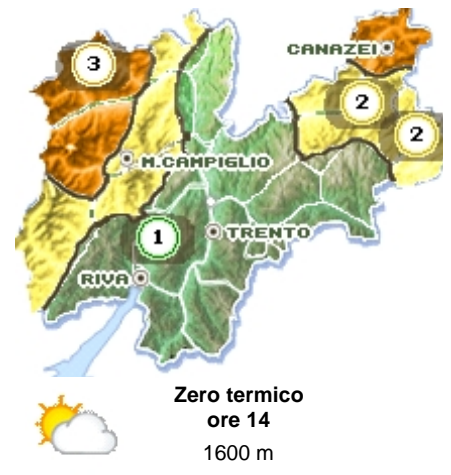 3
CANAZEI
2
2
M.CAMPIGLIO
1
TRENTO
RIVA
Zero termico
ore 14
1600 m